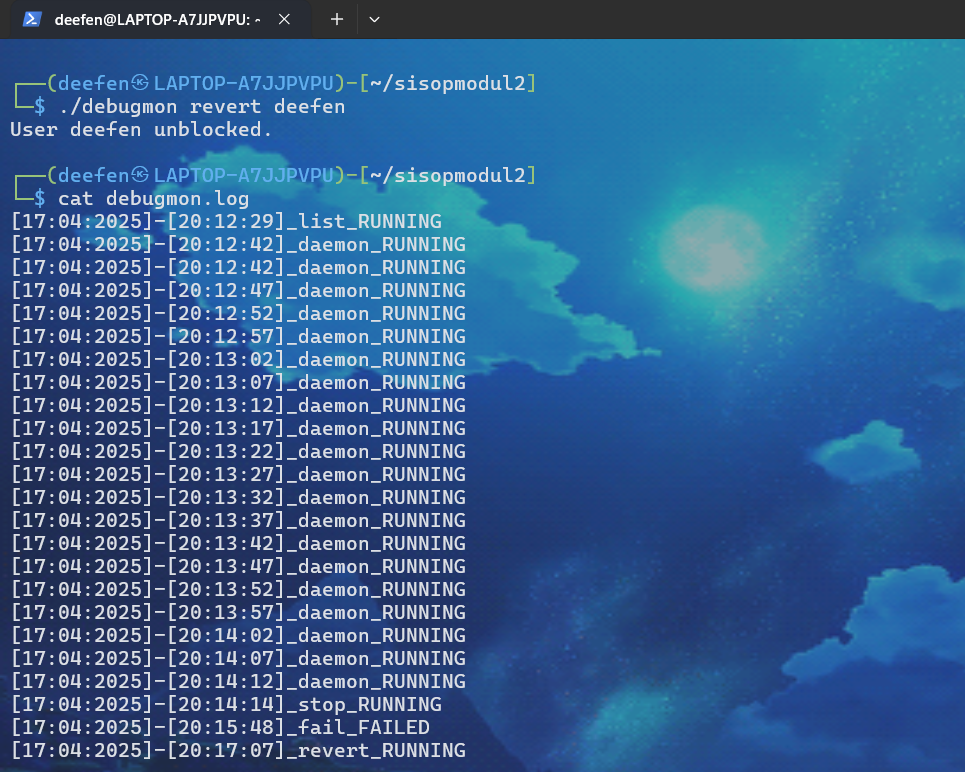 deefen@LAPTOP-A7JJPVPU: ~
(deefen㉿LAPTOP-A7JJPVPU)-[~/sisopmodul2]
$ ./debugmon revert deefen
User deefen unblocked.
(deefen㉿LAPTOP-A7JJPVPU)-[~/sisopmodul2]
$ cat debugmon.log
[17:04:2025]-[20:12:29]_list_RUNNING
[17:04:2025]-[20:12:42]_daemon_RUNNING
[17:04:2025]-[20:12:42]_daemon_RUNNING
[17:04:2025]-[20:12:47]_daemon_RUNNING
[17:04:2025]-[20:12:52]_daemon_RUNNING
[17:04:2025]-[20:12:57]_daemon_RUNNING
[17:04:2025]-[20:13:02]_daemon_RUNNING
[17:04:2025]-[20:13:07]_daemon_RUNNING
[17:04:2025]-[20:13:12]_daemon_RUNNING
[17:04:2025]-[20:13:17]_daemon_RUNNING
[17:04:2025]-[20:13:22]_daemon_RUNNING
[17:04:2025]-[20:13:27]_daemon_RUNNING
[17:04:2025]-[20:13:32]_daemon_RUNNING
[17:04:2025]-[20:13:37]_daemon_RUNNING
[17:04:2025]-[20:13:42]_daemon_RUNNING
[17:04:2025]-[20:13:47]_daemon_RUNNING
[17:04:2025]-[20:13:52]_daemon_RUNNING
[17:04:2025]-[20:13:57]_daemon_RUNNING
[17:04:2025]-[20:14:02]_daemon_RUNNING
[17:04:2025]-[20:14:07]_daemon_RUNNING
[17:04:2025]-[20:14:12]_daemon_RUNNING
[17:04:2025]-[20:14:14]_stop_RUNNING
[17:04:2025]-[20:15:48]_fail_FAILED
[17:04:2025]-[20:17:07]_revert_RUNNING